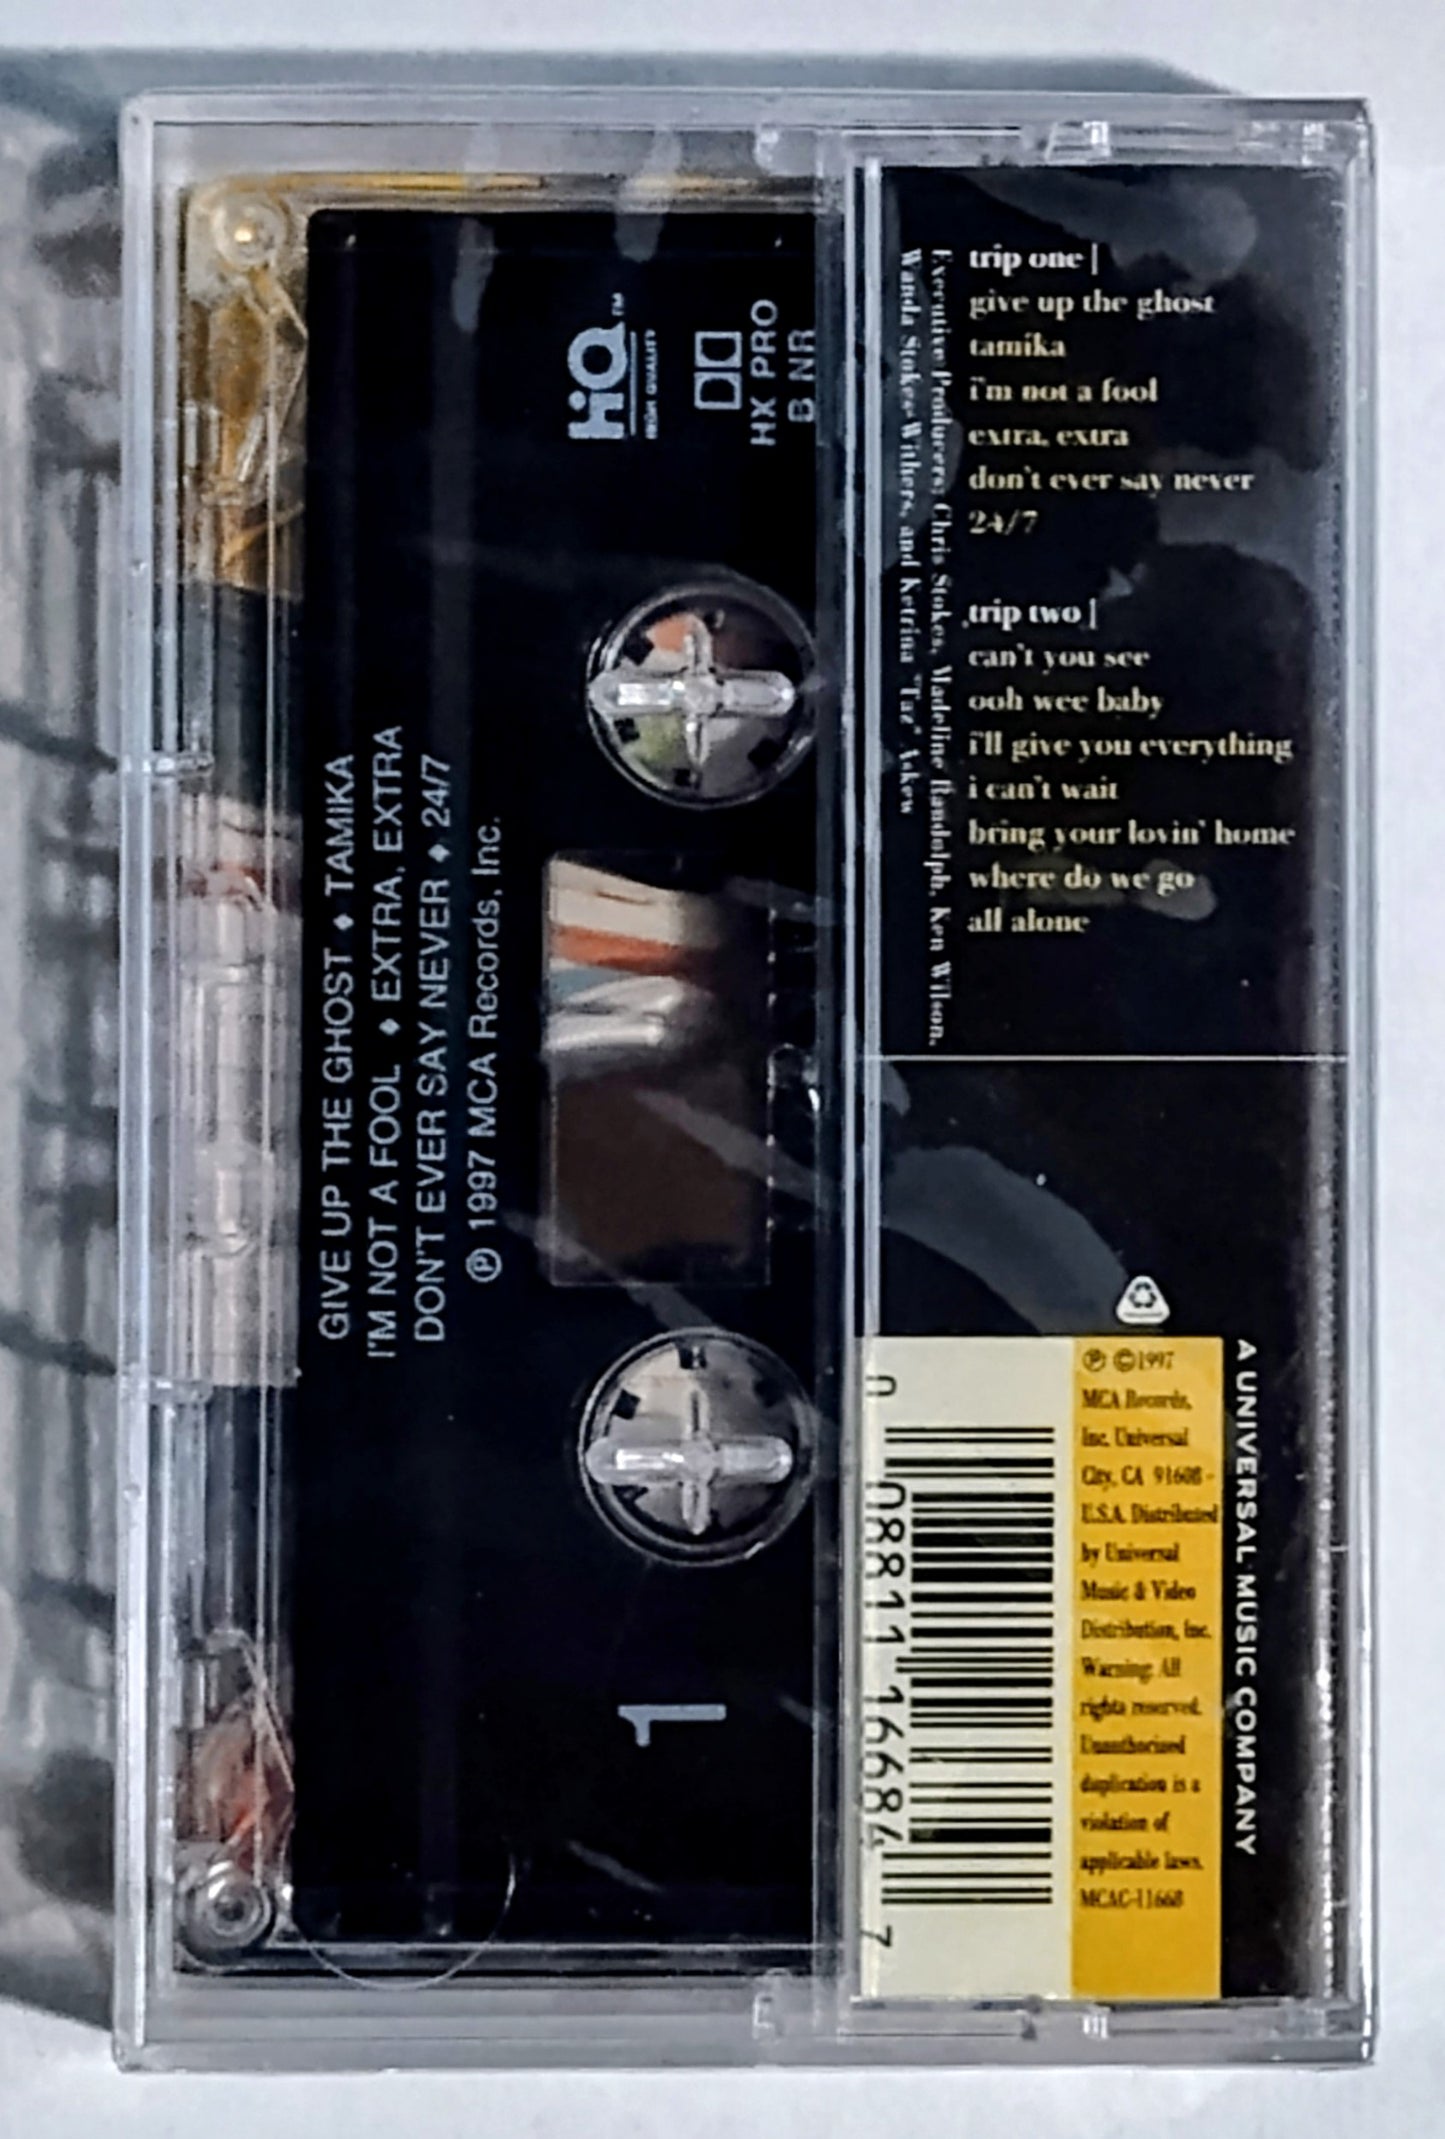 trip one |
give up the ghost
tamika
i'm not a fool
extra, extra
don't ever say never
24/7
trip two |
can't you see
ooh wee baby
i'll give you everything
i can't wait
bring your lovin' home
where do we go
all alone
Executive Producers: Chris Stokes, Madeline Randolph, Ken Wilson,
Wanda Stokes-Withers, and Ketrina "Taz" Askew
HiQ™
HIGH QUALITY
HX PRO
B NR
GIVE UP THE GHOST ♦ TAMIKA
I'M NOT A FOOL ♦ EXTRA, EXTRA
DON'T EVER SAY NEVER ♦ 24/7
℗ 1997 MCA Records, Inc.
1
℗ ©1997
MCA Records,
Inc. Universal
City, CA 91608 -
U.S.A. Distributed
by Universal
Music & Video
Distribution, Inc.
Warning: All
rights reserved.
Unauthorized
duplication is a
violation of
applicable laws.
MCAC-11668
A UNIVERSAL MUSIC COMPANY
0 08811 16684 7